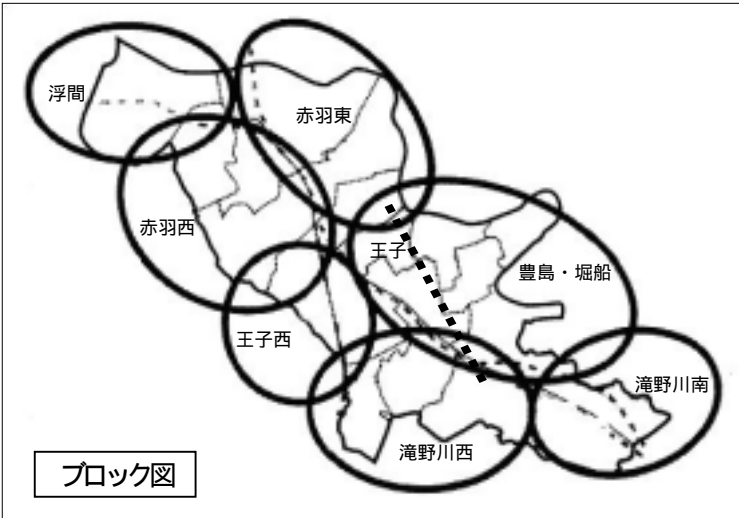 浮間
赤羽東
赤羽西
王子
豊島・堀船
王子西
滝野川南
滝野川西
ブロック図